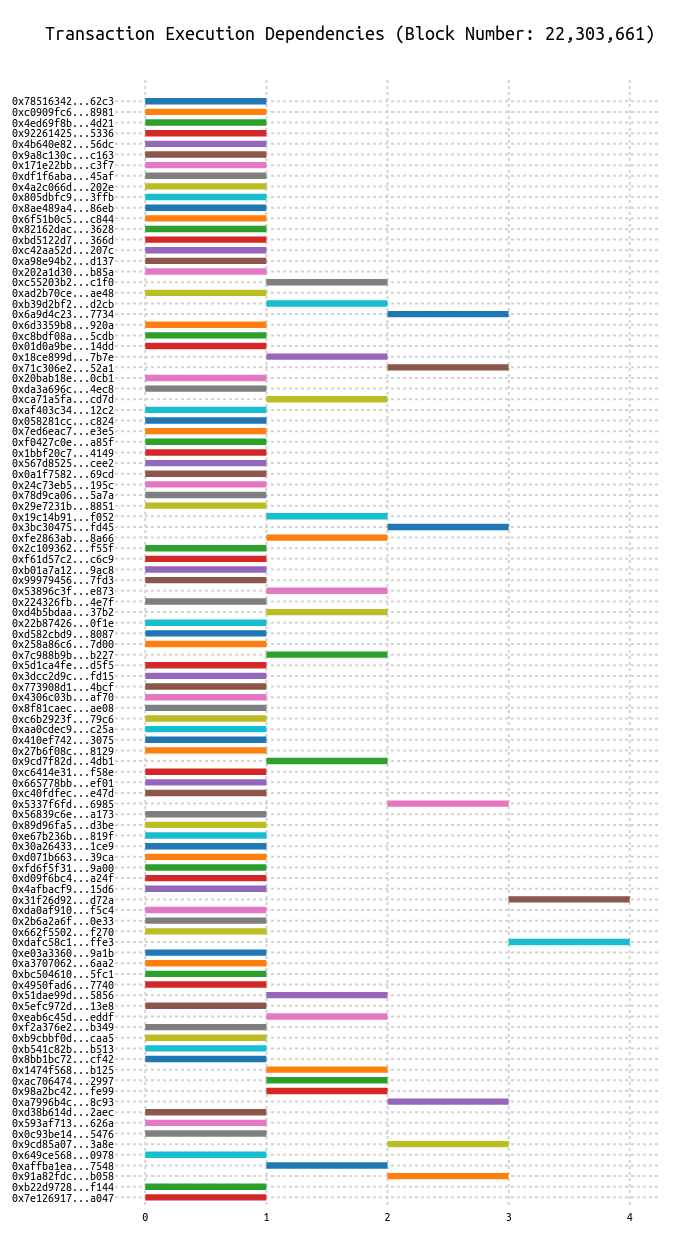 Transaction Execution Dependencies (Block Number: 22,303,661)
0x78516342...62c3
0xc0909fc6...8981
0x4ed69f8b...4d21
0x92261425...5336
0x4b640e82...56dc
0x9a8c130c...c163
0x171e22bb...c3f7
0xdf1f6aba...45af
0x4a2c066d...202e
0x805dbfc9...3ffb
0x8ae489a4...86eb
0x6f51b0c5...c844
0x82162dac...3628
0xbd5122d7...366d
0xc42aa52d...207c
0xa98e94b2...d137
0x202a1d30...b85a
0xc55203b2...c1f0
0xad2b70ce...ae48
0xb39d2bf2...d2cb
0x6a9d4c23...7734
0x6d3359b8...920a
0xc8bdf08a...5cdb
0x01d0a9be...14dd
0x18ce899d...7b7e
0x71c306e2...52a1
0x20bab18e...0cb1
0xda3a696c...4ec8
0xca71a5fa...cd7d
0xaf403c34...12c2
0x058281cc...c824
0x7ed6eac7...e3e5
0xf0427c0e...a85f
0x1bbf20c7...4149
0x567d8525...cee2
0x0a1f7582...69cd
0x24c73eb5...195c
0x78d9ca06...5a7a
0x29e7231b...8851
0x19c14b91...f052
0x3bc30475...fd45
0xfe2863ab...8a66
0x2c109362...f55f
0xf61d57c2...c6c9
0xb01a7a12...9ac8
0x99979456...7fd3
0x53896c3f...e873
0x224326fb...4e7f
0xd4b5bdaa...37b2
0x22b87426...0f1e
0xd582cbd9...8087
0x258a86c6...7d00
0x7c988b9b...b227
0x5d1ca4fe...d5f5
0x3dcc2d9c...fd15
0x773908d1...4bcf
0x4306c03b...af70
0x8f81caec...ae08
0xc6b2923f...79c6
0xaa0cdec9...c25a
0x410ef742...3075
0x27b6f08c...8129
0x9cd7f82d...4db1
0xc6414e31...f58e
0x665778bb...ef01
0xc40fdfec...e47d
0x5337f6fd...6985
0x56839c6e...a173
0x89d96fa5...d3be
0xe67b236b...819f
0x30a26433...1ce9
0xd071b663...39ca
0xfd6f5f31...9a00
0xd09f6bc4...a24f
0x4afbacf9...15d6
0x31f26d92...d72a
0xda0af910...f5c4
0x2b6a2a6f...0e33
0x662f5502...f270
0xdafc58c1...ffe3
0xe03a3360...9a1b
0xa3707062...6aa2
0xbc504610...5fc1
0x4950fad6...7740
0x51dae99d...5856
0x5efc972d...13e8
0xeab6c45d...eddf
0xf2a376e2...b349
0xb9cbbf0d...caa5
0xb541c82b...b513
0x8bb1bc72...cf42
0x1474f568...b125
0xac706474...2997
0x98a2bc42...fe99
0xa7996b4c...8c93
0xd38b614d...2aec
0x593af713...626a
0x0c93be14...5476
0x9cd85a07...3a8e
0x649ce568...0978
0xaffba1ea...7548
0x91a82fdc...b058
0xb22d9728...f144
0x7e126917...a047
0 1 2 3 4